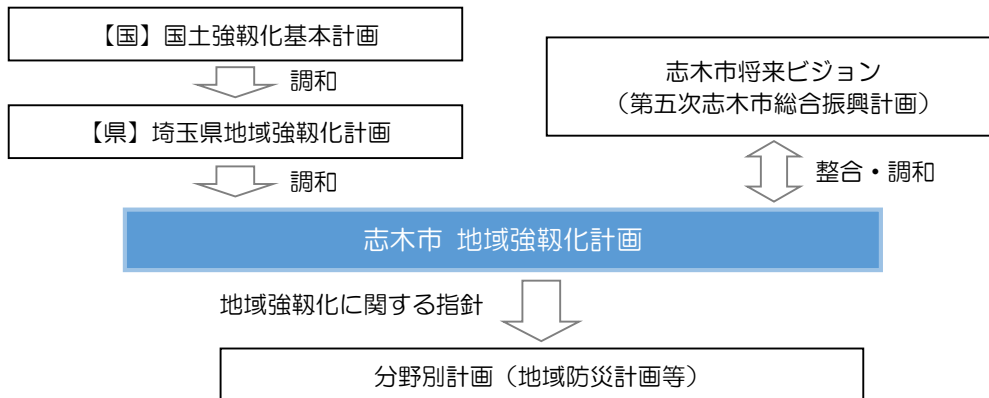 【国】国土強靱化基本計画
調和
【県】埼玉県地域強靱化計画
調和
志木市将来ビジョン
（第五次志木市総合振興計画）
整合・調和
志木市 地域強靱化計画
地域強靱化に関する指針
分野別計画（地域防災計画等）